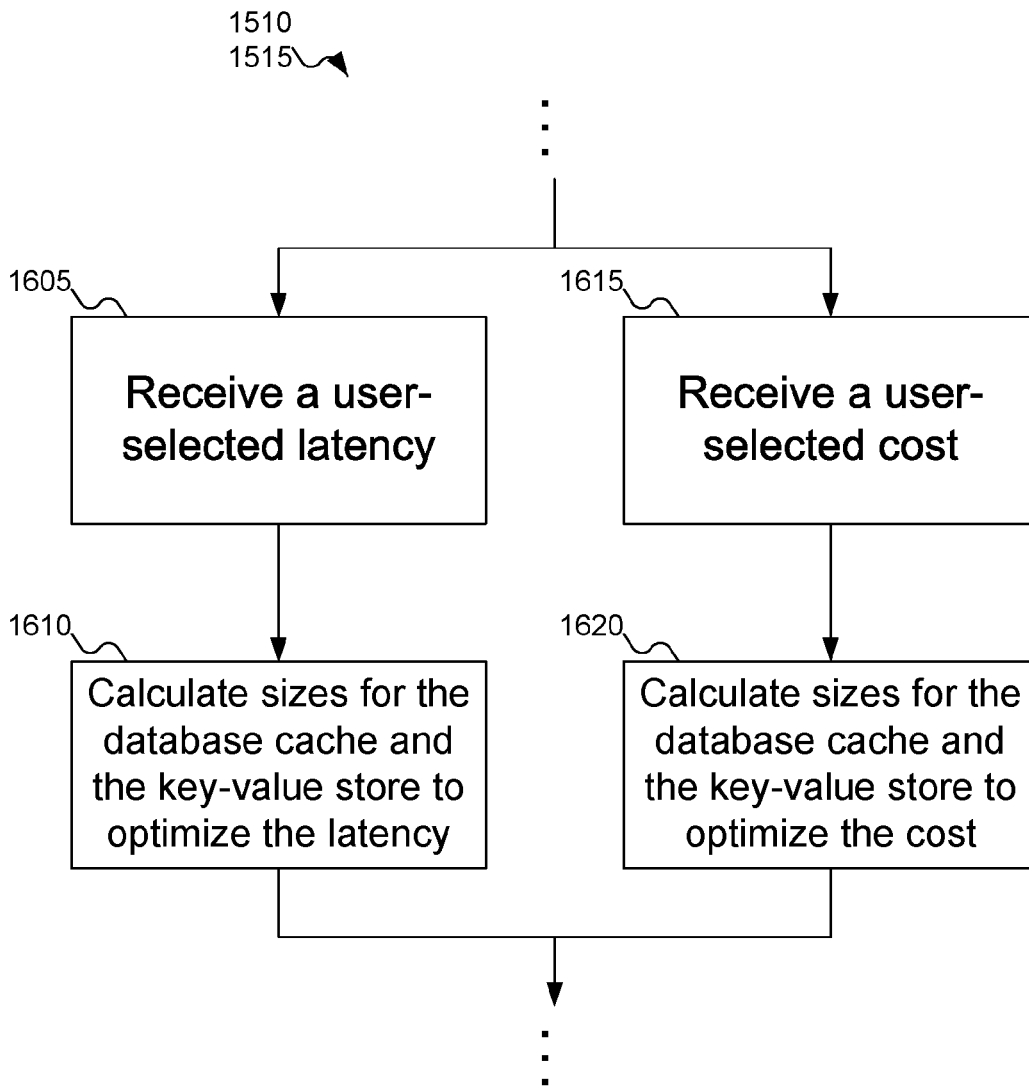 1510
1515
1605
Receive a user-
selected latency
1615
Receive a user-
selected cost
1610
Calculate sizes for the
database cache and
the key-value store to
optimize the latency
1620
Calculate sizes for the
database cache and
the key-value store to
optimize the cost